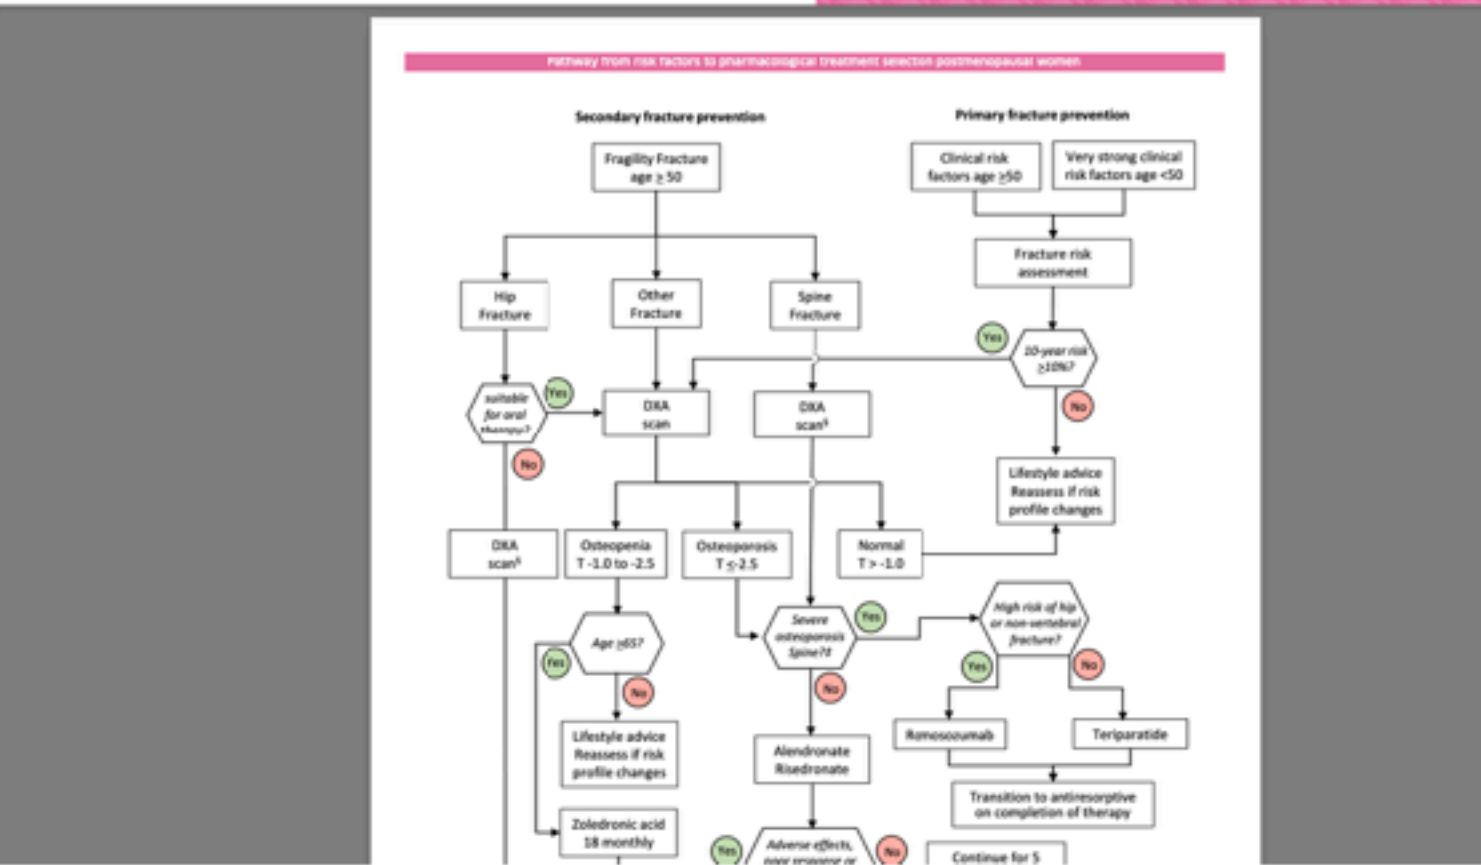 Pathway from risk factors to pharmacological treatment selection postmenopausal women
Secondary fracture prevention
Primary fracture prevention
Fragility Fracture
age ≥ 50
Clinical risk
factors age ≥50
Very strong clinical
risk factors age <50
Fracture risk
assessment
Hip
Fracture
Other
Fracture
Spine
Fracture
Yes
10-year risk
≥10%?
No
suitable
for oral
therapy?
Yes
No
DXA
scan
DXA
scan§
Lifestyle advice
Reassess if risk
profile changes
DXA
scan§
Osteopenia
T -1.0 to -2.5
Osteoporosis
T ≤-2.5
Normal
T > -1.0
Age ≥65?
Yes
No
Severe
osteoporosis
Spine?‡
Yes
No
High risk of hip
or non-vertebral
fracture?
Yes
No
Lifestyle advice
Reassess if risk
profile changes
Alendronate
Risedronate
Romosozumab
Teriparatide
Transition to antiresorptive
on completion of therapy
Zoledronic acid
18 monthly
Yes
Adverse effects,
poor response or
No
Continue for 5